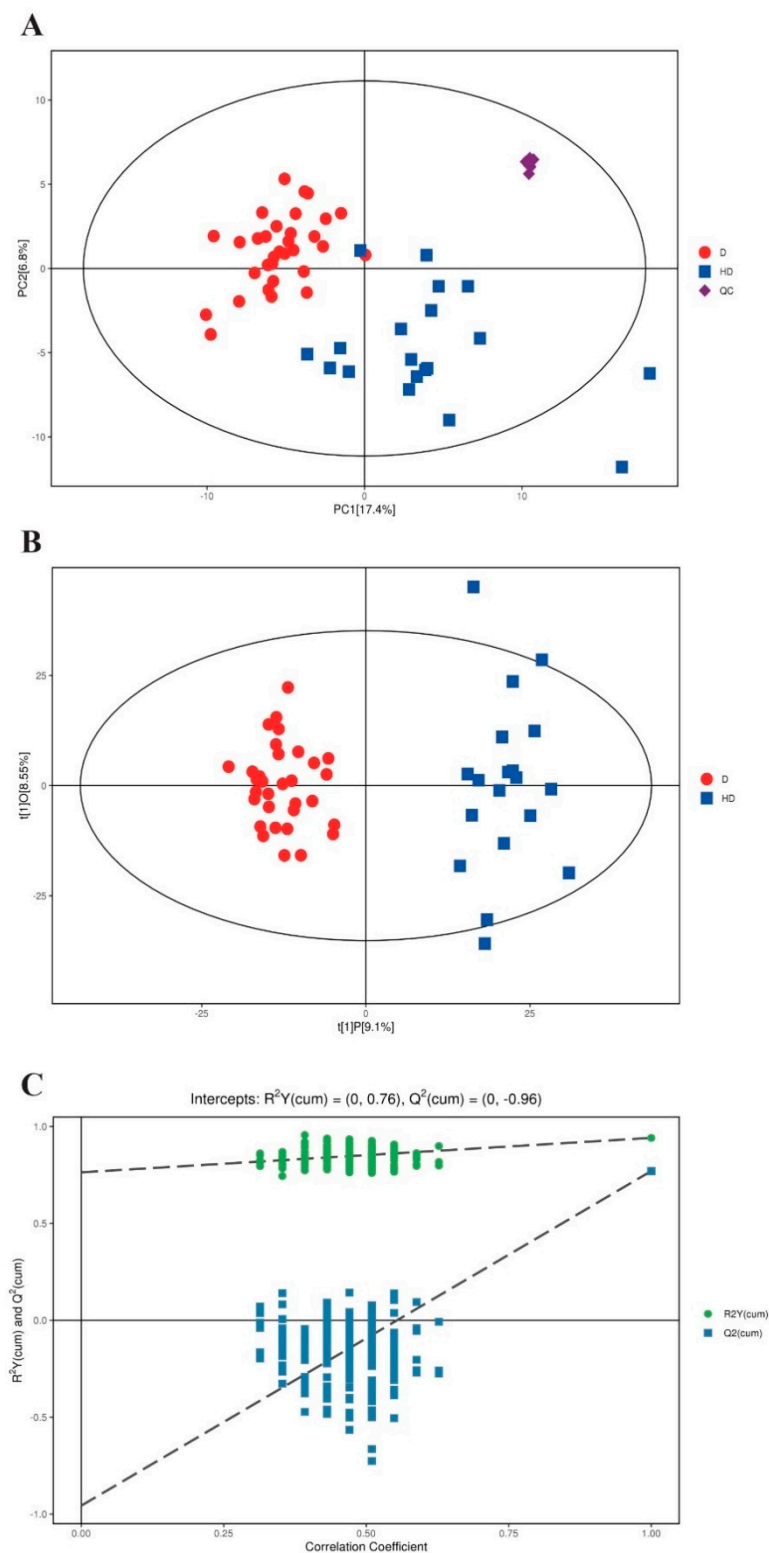 A
10
5
0
-5
-10
PC2[6.8%]
-10
0
10
PC1[17.4%]
D
HD
QC
B
25
0
-25
t[1]O[8.55%]
-25
0
25
t[1]P[9.1%]
D
HD
C
Intercepts: R²Y(cum) = (0, 0.76), Q²(cum) = (0, -0.96)
1.0
0.5
0.0
-0.5
-1.0
R²Y(cum) and Q²(cum)
0.00
0.25
0.50
0.75
1.00
Correlation Coefficient
R2Y(cum)
Q2(cum)